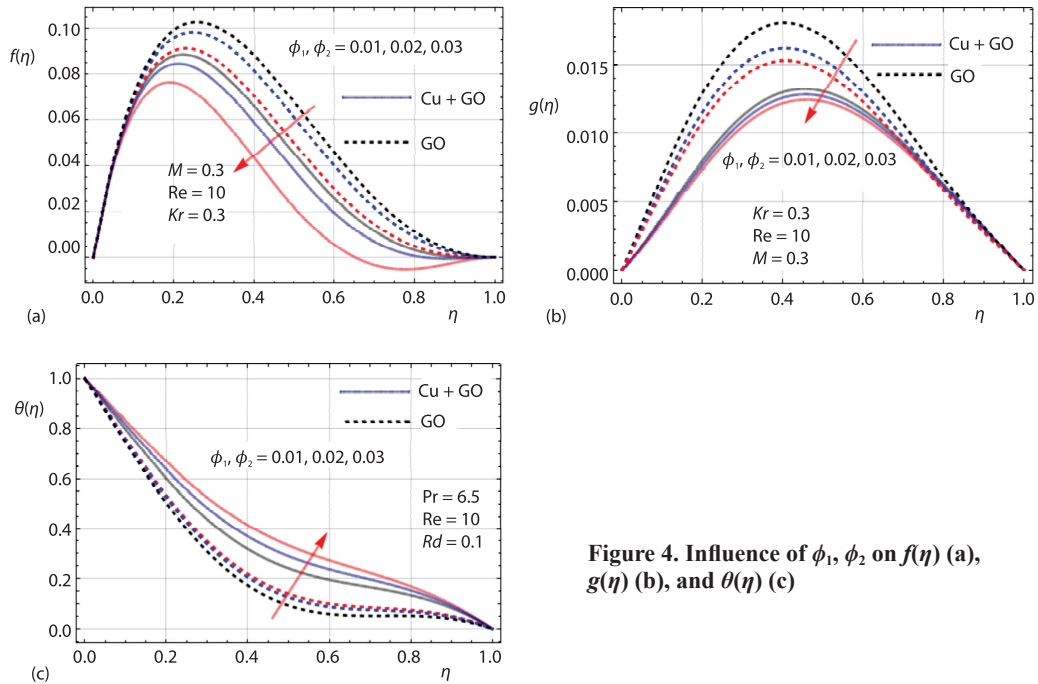 f(η)
0.10
0.08
0.06
0.04
0.02
0.00
ϕ₁, ϕ₂ = 0.01, 0.02, 0.03
Cu + GO
GO
M = 0.3
Re = 10
Kr = 0.3
0.0 0.2 0.4 0.6 0.8 1.0
(a)
η
g(η)
0.015
0.010
0.005
0.000
Cu + GO
GO
ϕ₁, ϕ₂ = 0.01, 0.02, 0.03
Kr = 0.3
Re = 10
M = 0.3
0.0 0.2 0.4 0.6 0.8 1.0
(b)
η
θ(η)
1.0
0.8
0.6
0.4
0.2
0.0
Cu + GO
GO
ϕ₁, ϕ₂ = 0.01, 0.02, 0.03
Pr = 6.5
Re = 10
Rd = 0.1
0.0 0.2 0.4 0.6 0.8 1.0
(c)
η
Figure 4. Influence of ϕ₁, ϕ₂ on f(η) (a),
g(η) (b), and θ(η) (c)